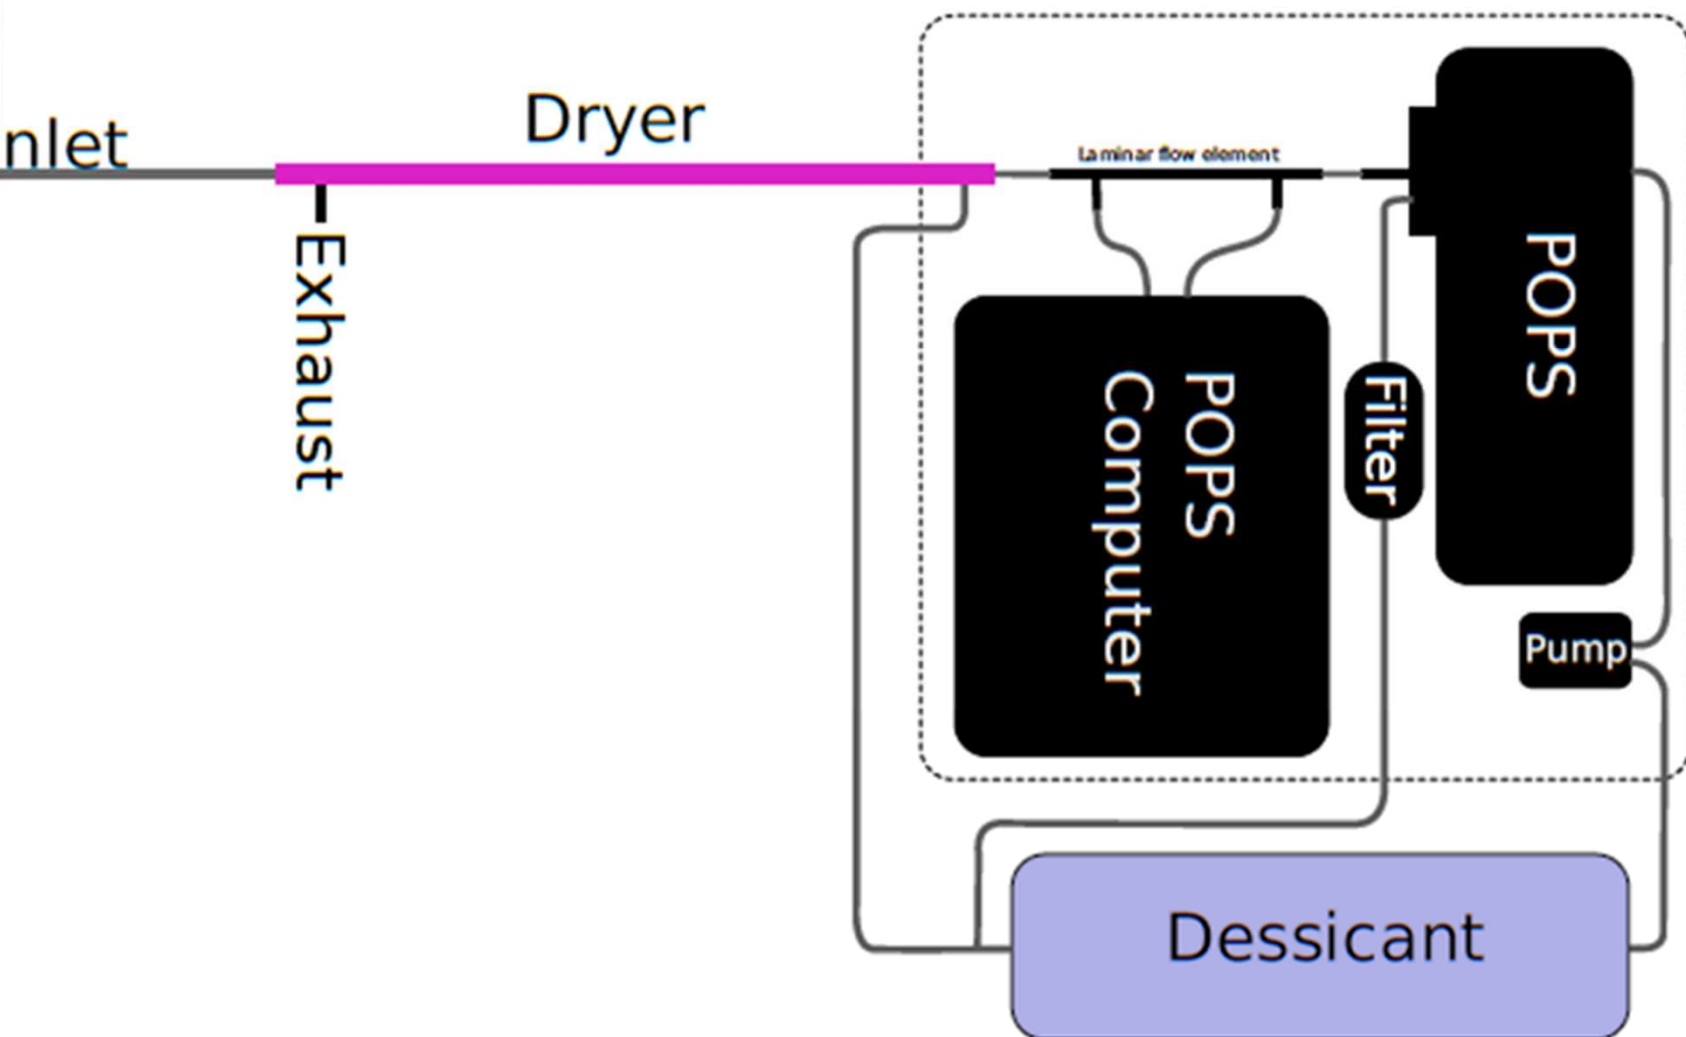 nlet
Dryer
Laminar flow element
Exhaust
POPS
Computer
Filter
POPS
Pump
Dessicant